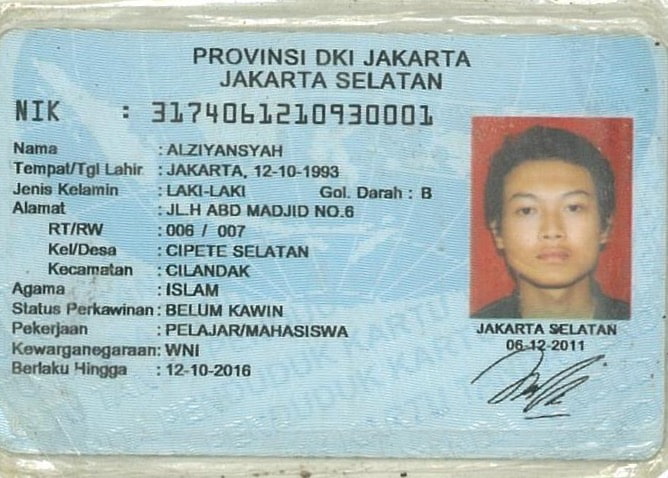 PROVINSI DKI JAKARTA
JAKARTA SELATAN
NIK : 3174061210930001
Nama : ALZIYANSYAH
Tempat/Tgl Lahir : JAKARTA, 12-10-1993
Jenis Kelamin : LAKI-LAKI Gol. Darah : B
Alamat : JL.H ABD MADJID NO.6
RT/RW : 006 / 007
Kel/Desa : CIPETE SELATAN
Kecamatan : CILANDAK
Agama : ISLAM
Status Perkawinan : BELUM KAWIN
Pekerjaan : PELAJAR/MAHASISWA
Kewarganegaraan : WNI
Berlaku Hingga : 12-10-2016
JAKARTA SELATAN
06-12-2011